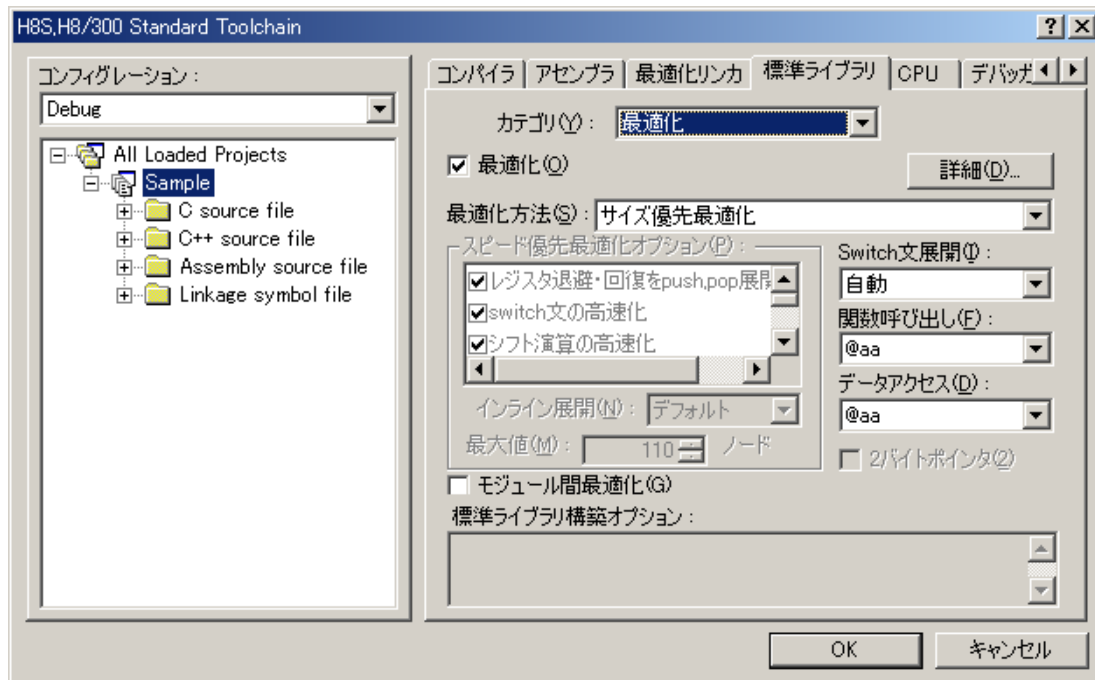 H8S,H8/300 Standard Toolchain
コンフィグレーション :
Debug
All Loaded Projects
Sample
C source file
C++ source file
Assembly source file
Linkage symbol file
コンパイラ アセンブラ 最適化リンカ 標準ライブラリ CPU デバッガ
カテゴリ(Y) : 最適化
最適化(O)
詳細(D)...
最適化方法(S) : サイズ優先最適化
スピード優先最適化オプション(P) :
レジスタ退避・回復をpush,pop展開
switch文の高速化
シフト演算の高速化
インライン展開(N) : デフォルト
最大値(M) : 110 ノード
Switch文展開(I) :
自動
関数呼び出し(F) :
@aa
データアクセス(D) :
@aa
2バイトポインタ(2)
モジュール間最適化(G)
標準ライブラリ構築オプション :
OK
キャンセル